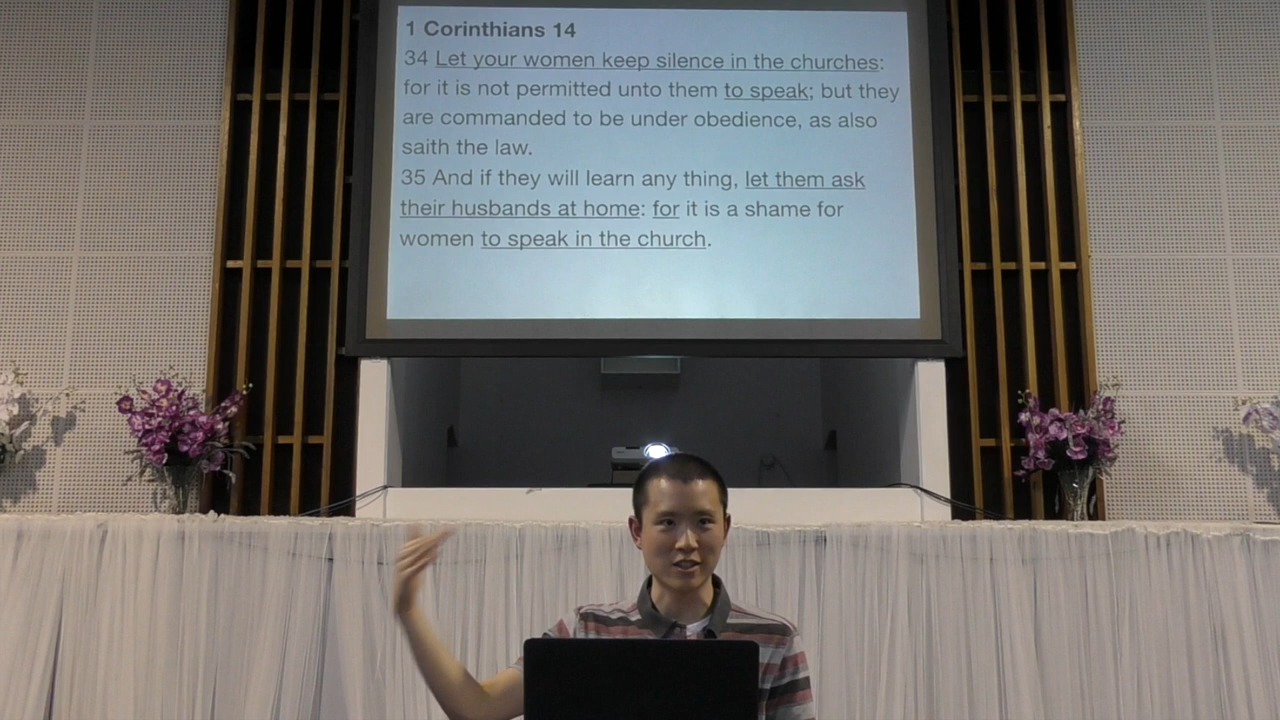 1 Corinthians 14
34 Let your women keep silence in the churches:
for it is not permitted unto them to speak; but they
are commanded to be under obedience, as also
saith the law.
35 And if they will learn any thing, let them ask
their husbands at home: for it is a shame for
women to speak in the church.